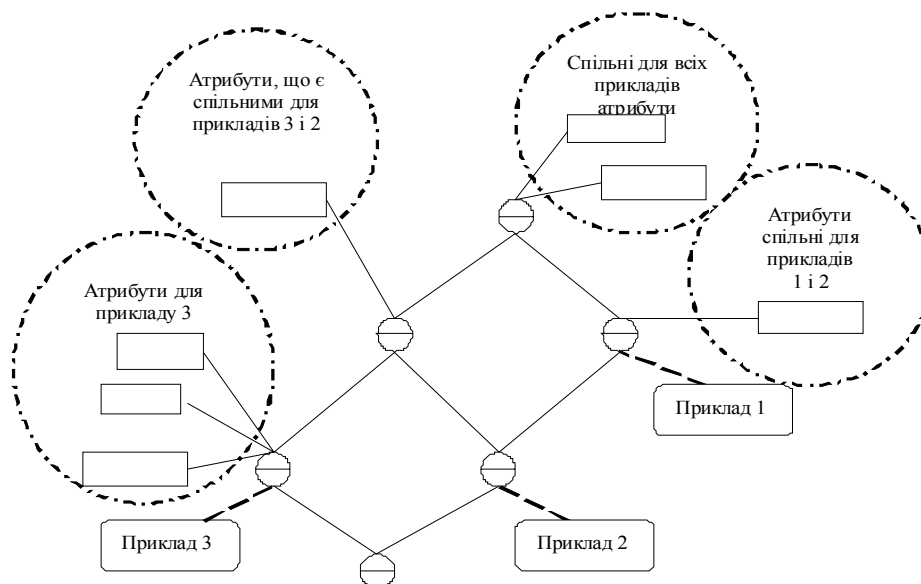 Атрибути, що є
спільними для
прикладів 3 і 2
Спільні для всіх
прикладів
атрибути
Атрибути
спільні для
прикладів
1 і 2
Атрибути для
прикладу 3
Приклад 1
Приклад 3
Приклад 2